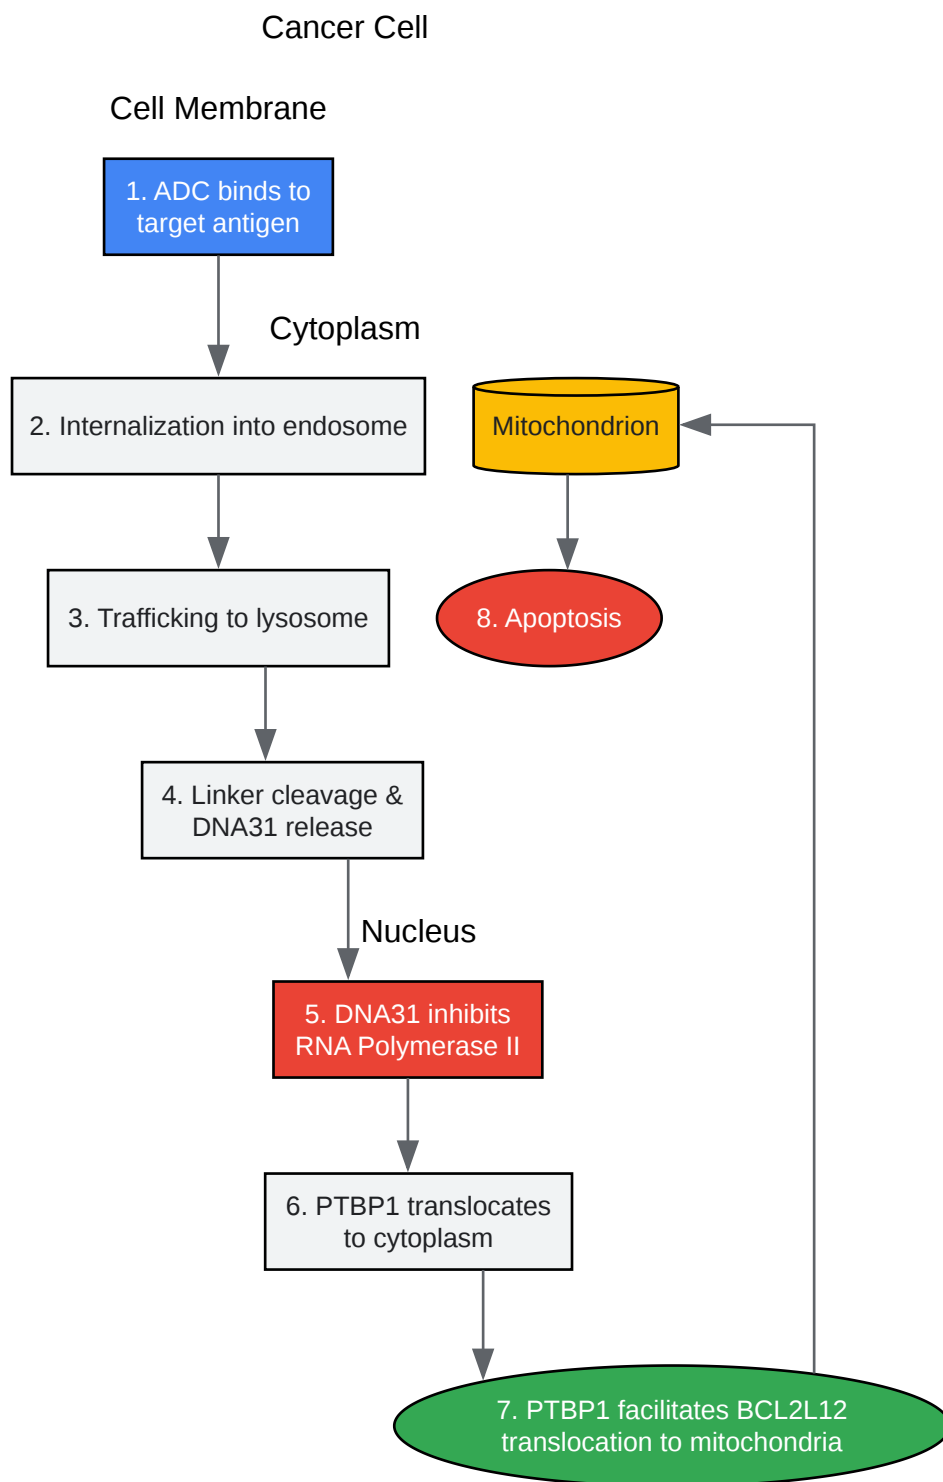 Cancer Cell
Cell Membrane
1. ADC binds to
target antigen
Cytoplasm
2. Internalization into endosome
Mitochondrion
3. Trafficking to lysosome
8. Apoptosis
4. Linker cleavage &
DNA31 release
Nucleus
5. DNA31 inhibits
RNA Polymerase II
6. PTBP1 translocates
to cytoplasm
7. PTBP1 facilitates BCL2L12
translocation to mitochondria